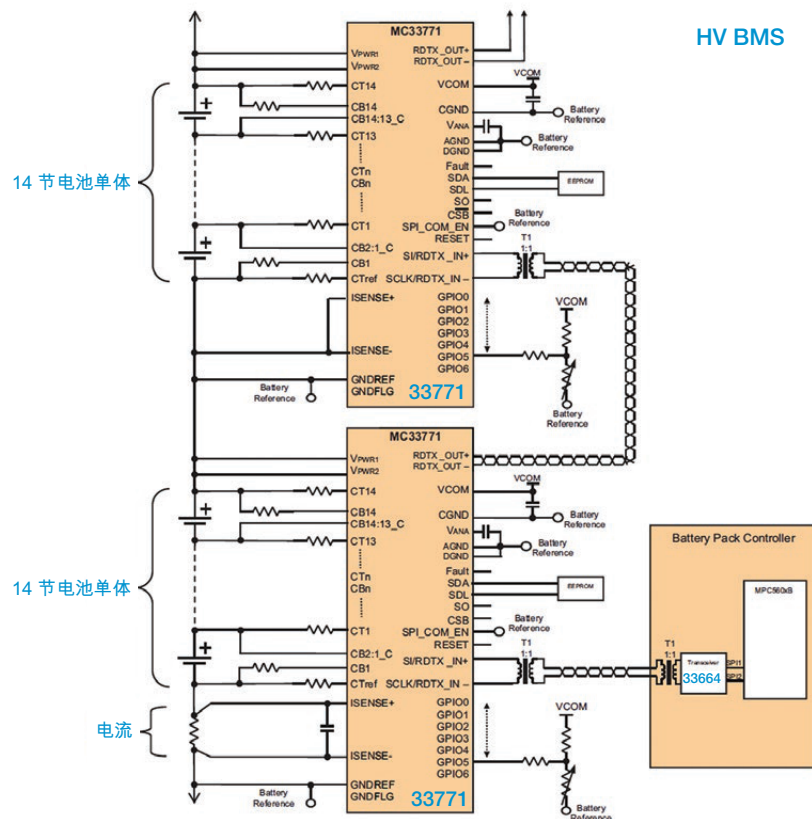 HV BMS
MC33771
VPWR1
VPWR2
CT14
CB14
CB14:13_C
CT13
CTn
CBn
CT1
CB2:1_C
CB1
CTref
ISENSE+
ISENSE-
GNDREF
GNDFLG
RDTX_OUT+
RDTX_OUT–
VCOM
CGND
VANA
AGND
DGND
Fault
SDA
SDL
SO
CSB
SPI_COM_EN
RESET
SI/RDTX_IN+
SCLK/RDTX_IN –
GPIO0
GPIO1
GPIO2
GPIO3
GPIO4
GPIO5
GPIO6
33771
14 节电池单体
VCOM
Battery
Reference
Battery
Reference
EEPROM
Battery
Reference
T1
1:1
VCOM
Battery
Reference
Battery
Reference
MC33771
VPWR1
VPWR2
CT14
CB14
CB14:13_C
CT13
CTn
CBn
CT1
CB2:1_C
CB1
CTref
ISENSE+
ISENSE-
GNDREF
GNDFLG
RDTX_OUT+
RDTX_OUT –
VCOM
CGND
VANA
AGND
DGND
Fault
SDA
SDL
SO
CSB
SPI_COM_EN
RESET
SI/RDTX_IN+
SCLK/RDTX_IN –
GPIO0
GPIO1
GPIO2
GPIO3
GPIO4
GPIO5
GPIO6
33771
14 节电池单体
电流
VCOM
Battery
Reference
Battery
Reference
EEPROM
Battery
Reference
T1
1:1
VCOM
Battery
Reference
Battery
Reference
Battery Pack Controller
MPC560xB
T1
1:1
Transceiver
33664
SPI1
SPI2